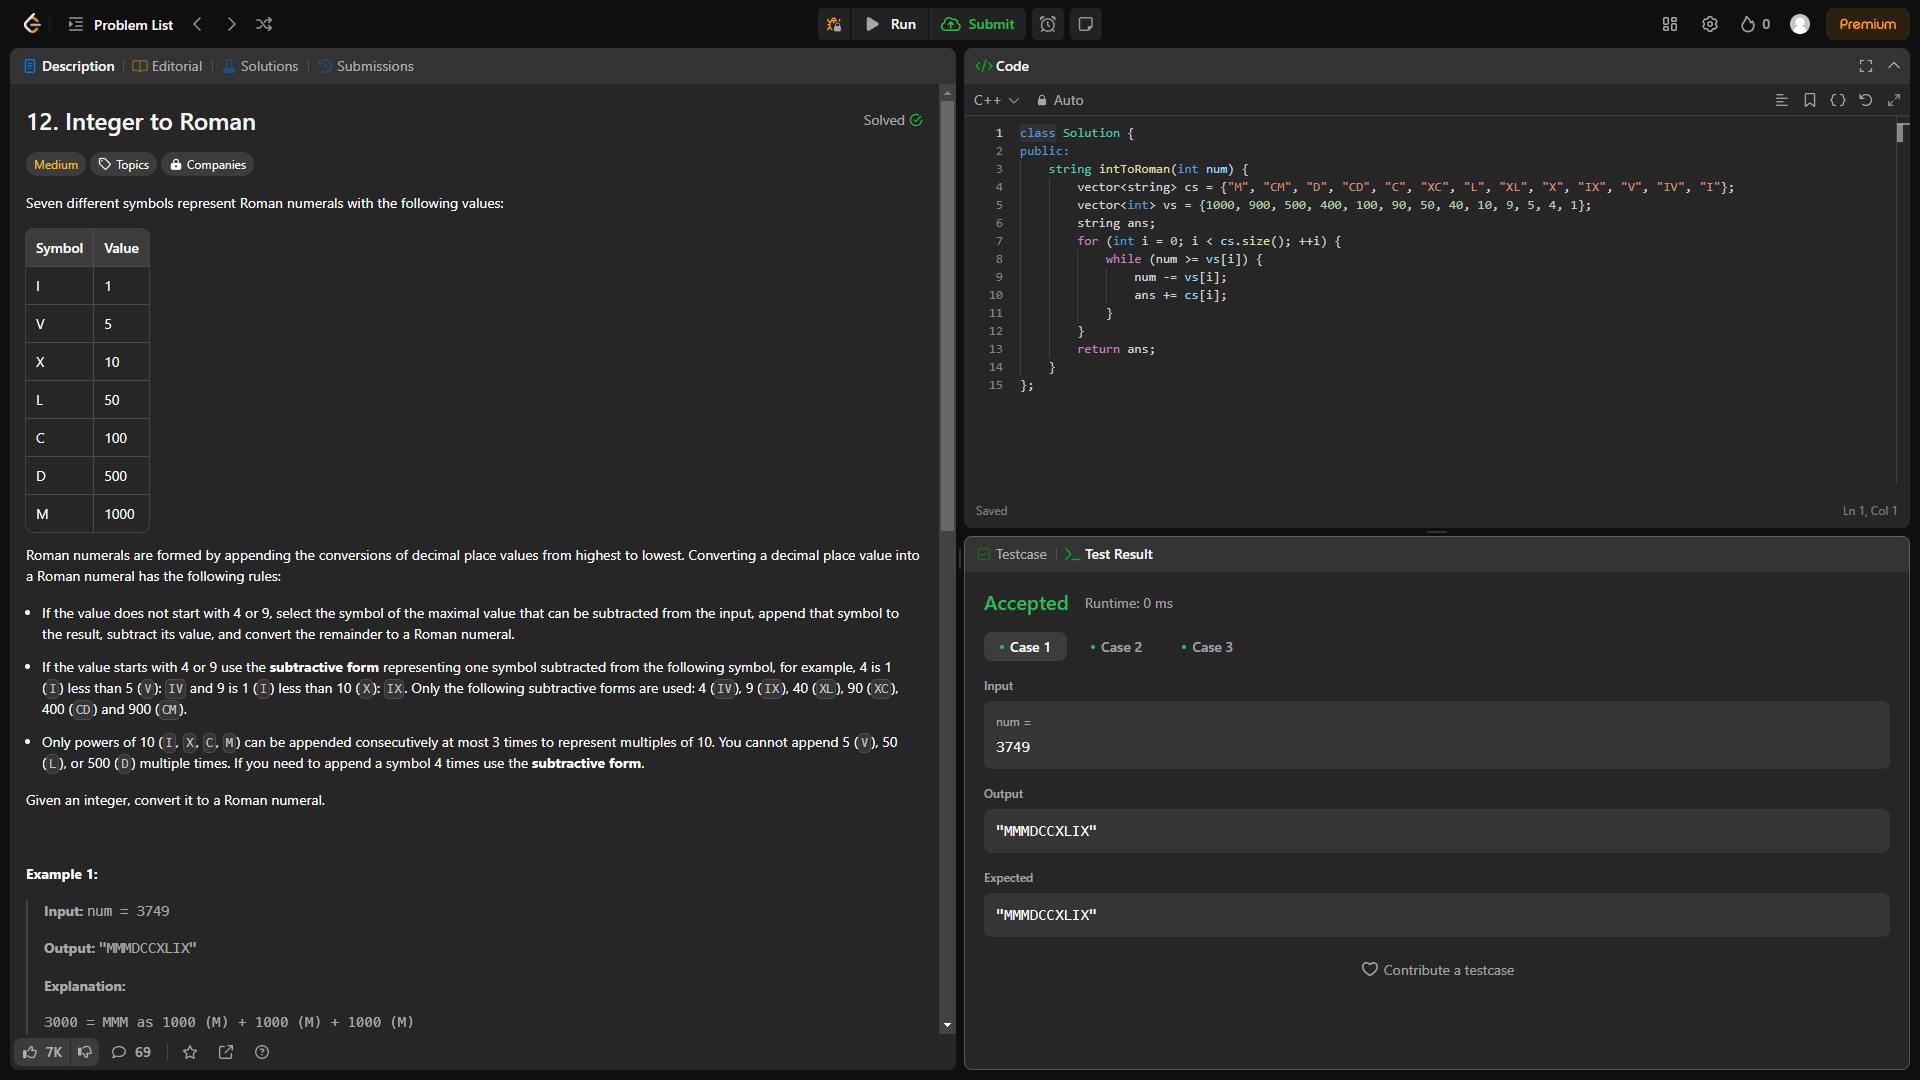 Problem List
Run
Submit
0
Premium
Description
Editorial
Solutions
Submissions
12. Integer to Roman
Solved
Medium
Topics
Companies
Seven different symbols represent Roman numerals with the following values:
Symbol Value
I 1
V 5
X 10
L 50
C 100
D 500
M 1000
Roman numerals are formed by appending the conversions of decimal place values from highest to lowest. Converting a decimal place value into
a Roman numeral has the following rules:
• If the value does not start with 4 or 9, select the symbol of the maximal value that can be subtracted from the input, append that symbol to
the result, subtract its value, and convert the remainder to a Roman numeral.
• If the value starts with 4 or 9 use the subtractive form representing one symbol subtracted from the following symbol, for example, 4 is 1
(I) less than 5 (V): IV and 9 is 1 (I) less than 10 (X): IX. Only the following subtractive forms are used: 4 (IV), 9 (IX), 40 (XL), 90 (XC),
400 (CD) and 900 (CM).
• Only powers of 10 (I, X, C, M) can be appended consecutively at most 3 times to represent multiples of 10. You cannot append 5 (V), 50
(L), or 500 (D) multiple times. If you need to append a symbol 4 times use the subtractive form.
Given an integer, convert it to a Roman numeral.
Example 1:
Input: num = 3749
Output: "MMMDCCXLIX"
Explanation:
3000 = MMM as 1000 (M) + 1000 (M) + 1000 (M)
7K
69
</> Code
C++
Auto
1 class Solution {
2 public:
3     string intToRoman(int num) {
4         vector<string> cs = {"M", "CM", "D", "CD", "C", "XC", "L", "XL", "X", "IX", "V", "IV", "I"};
5         vector<int> vs = {1000, 900, 500, 400, 100, 90, 50, 40, 10, 9, 5, 4, 1};
6         string ans;
7         for (int i = 0; i < cs.size(); ++i) {
8             while (num >= vs[i]) {
9                 num -= vs[i];
10                 ans += cs[i];
11             }
12         }
13         return ans;
14     }
15 };
Saved
Ln 1, Col 1
Testcase
>_ Test Result
Accepted
Runtime: 0 ms
• Case 1
• Case 2
• Case 3
Input
num =
3749
Output
"MMMDCCXLIX"
Expected
"MMMDCCXLIX"
Contribute a testcase